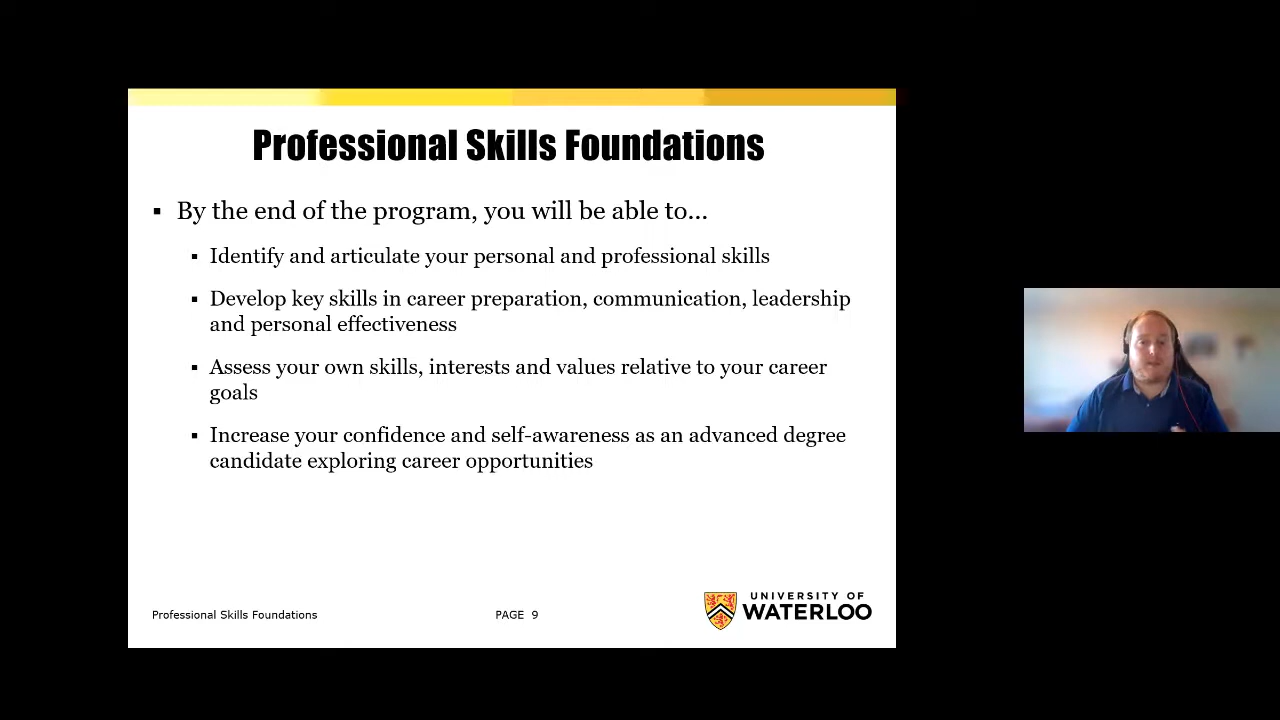 Professional Skills Foundations
▪ By the end of the program, you will be able to...
▪ Identify and articulate your personal and professional skills
▪ Develop key skills in career preparation, communication, leadership
and personal effectiveness
▪ Assess your own skills, interests and values relative to your career
goals
▪ Increase your confidence and self-awareness as an advanced degree
candidate exploring career opportunities
Professional Skills Foundations
PAGE 9
UNIVERSITY OF
WATERLOO